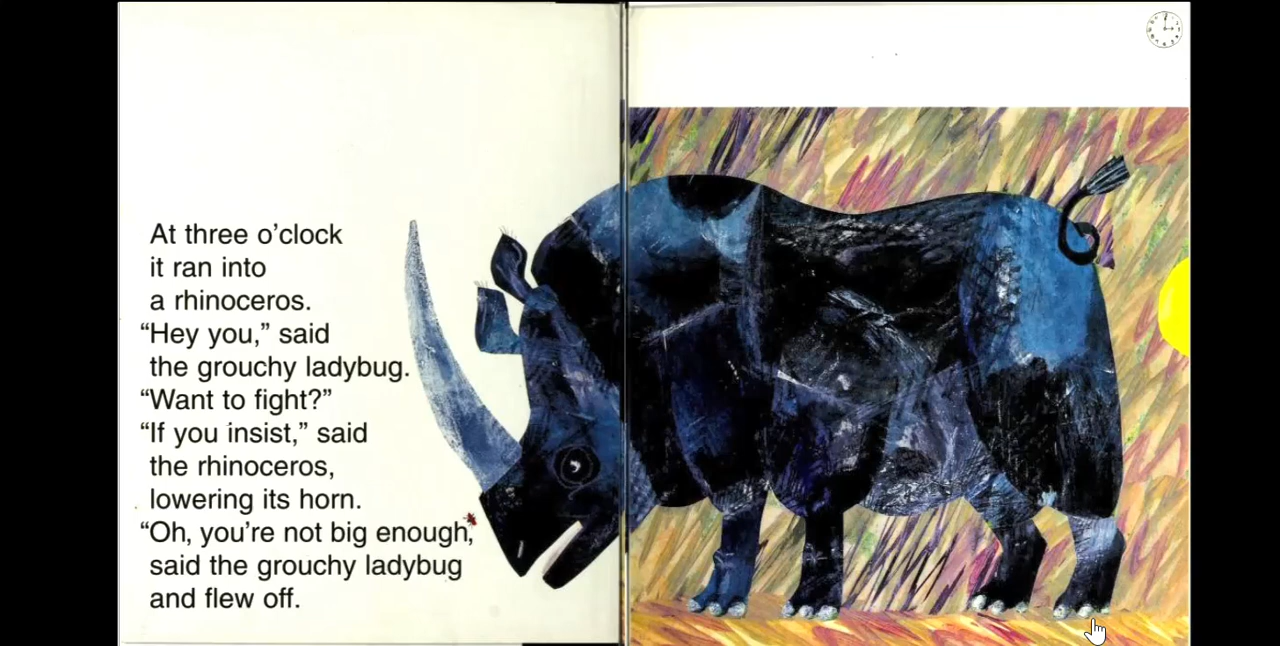 At three o’clock
it ran into
a rhinoceros.
“Hey you,” said
the grouchy ladybug.
“Want to fight?”
“If you insist,” said
the rhinoceros,
lowering its horn.
“Oh, you’re not big enough,
said the grouchy ladybug
and flew off.